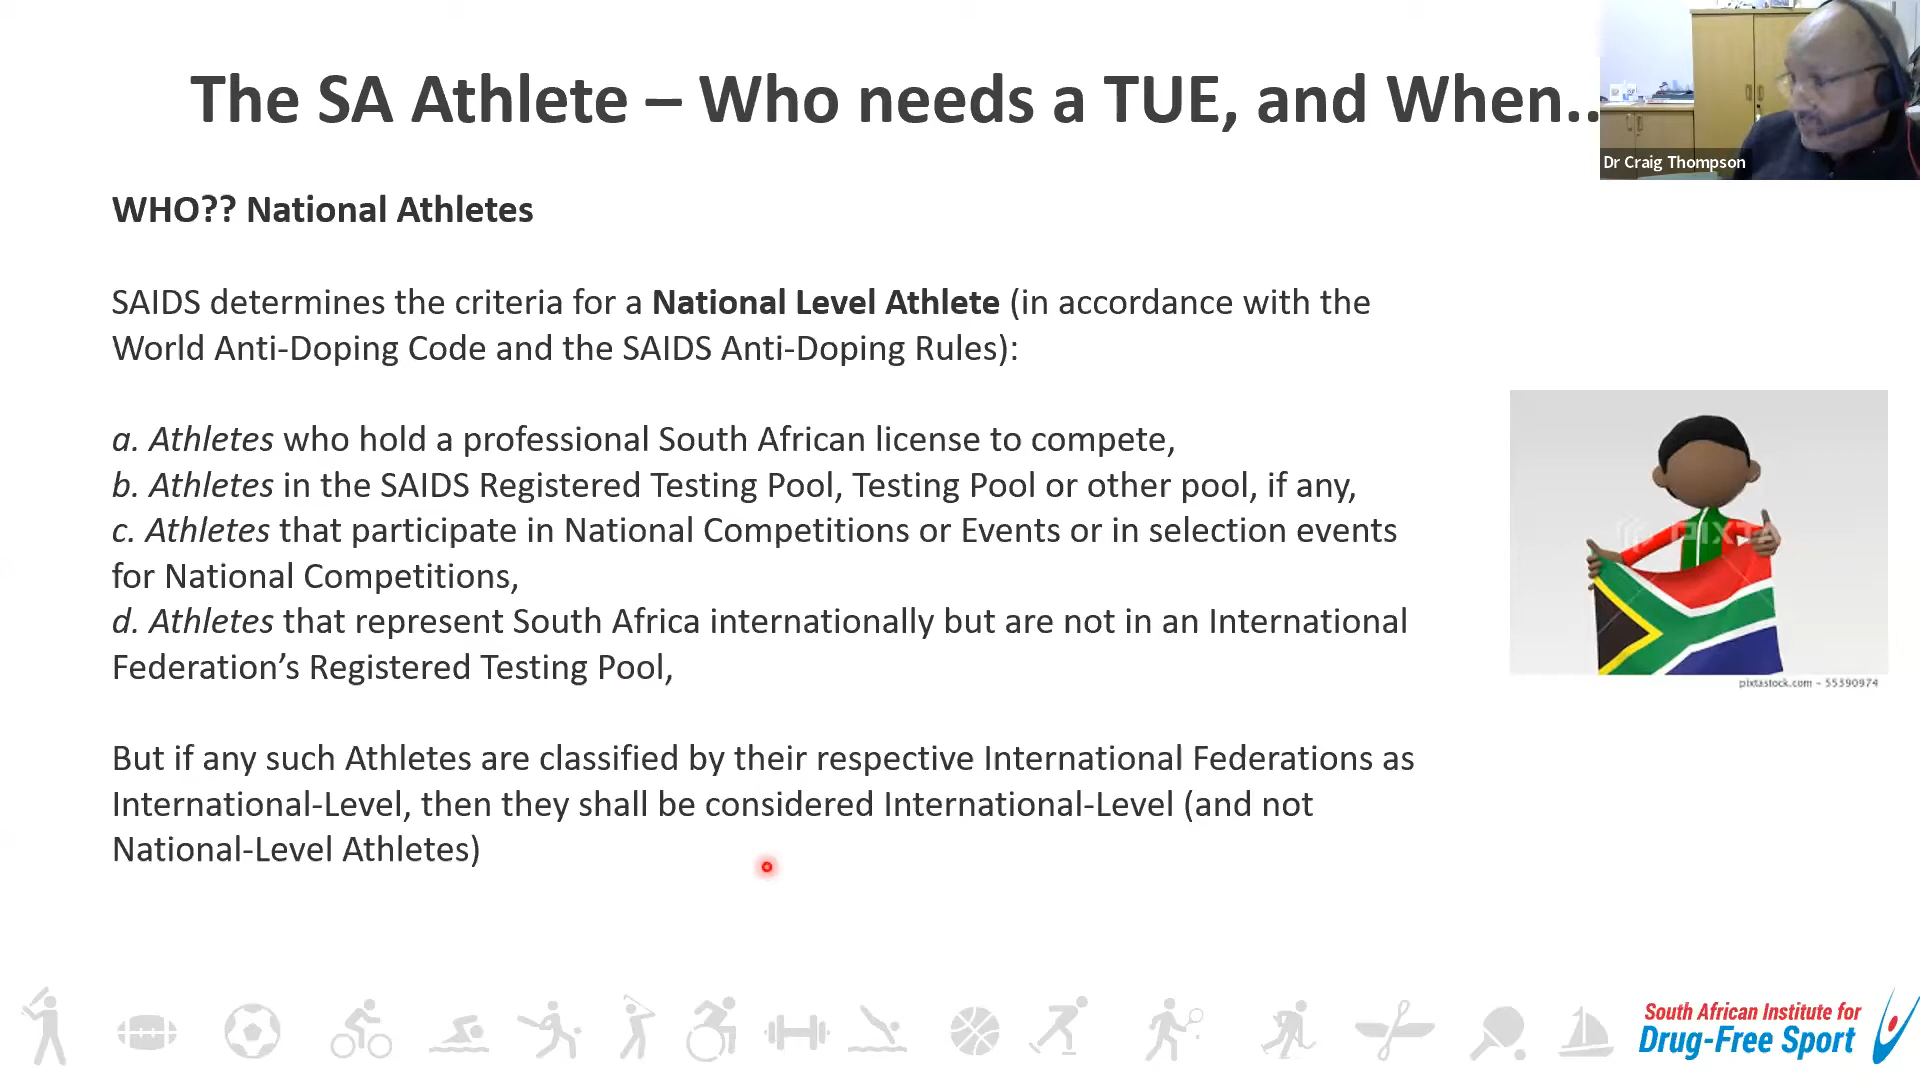 The SA Athlete – Who needs a TUE, and When..
Dr Craig Thompson
WHO?? National Athletes
SAIDS determines the criteria for a National Level Athlete (in accordance with the
World Anti-Doping Code and the SAIDS Anti-Doping Rules):
a. Athletes who hold a professional South African license to compete,
b. Athletes in the SAIDS Registered Testing Pool, Testing Pool or other pool, if any,
c. Athletes that participate in National Competitions or Events or in selection events
for National Competitions,
d. Athletes that represent South Africa internationally but are not in an International
Federation’s Registered Testing Pool,
PIXTA
pixtastock.com - 55390974
But if any such Athletes are classified by their respective International Federations as
International-Level, then they shall be considered International-Level (and not
National-Level Athletes)
South African Institute for
Drug-Free Sport